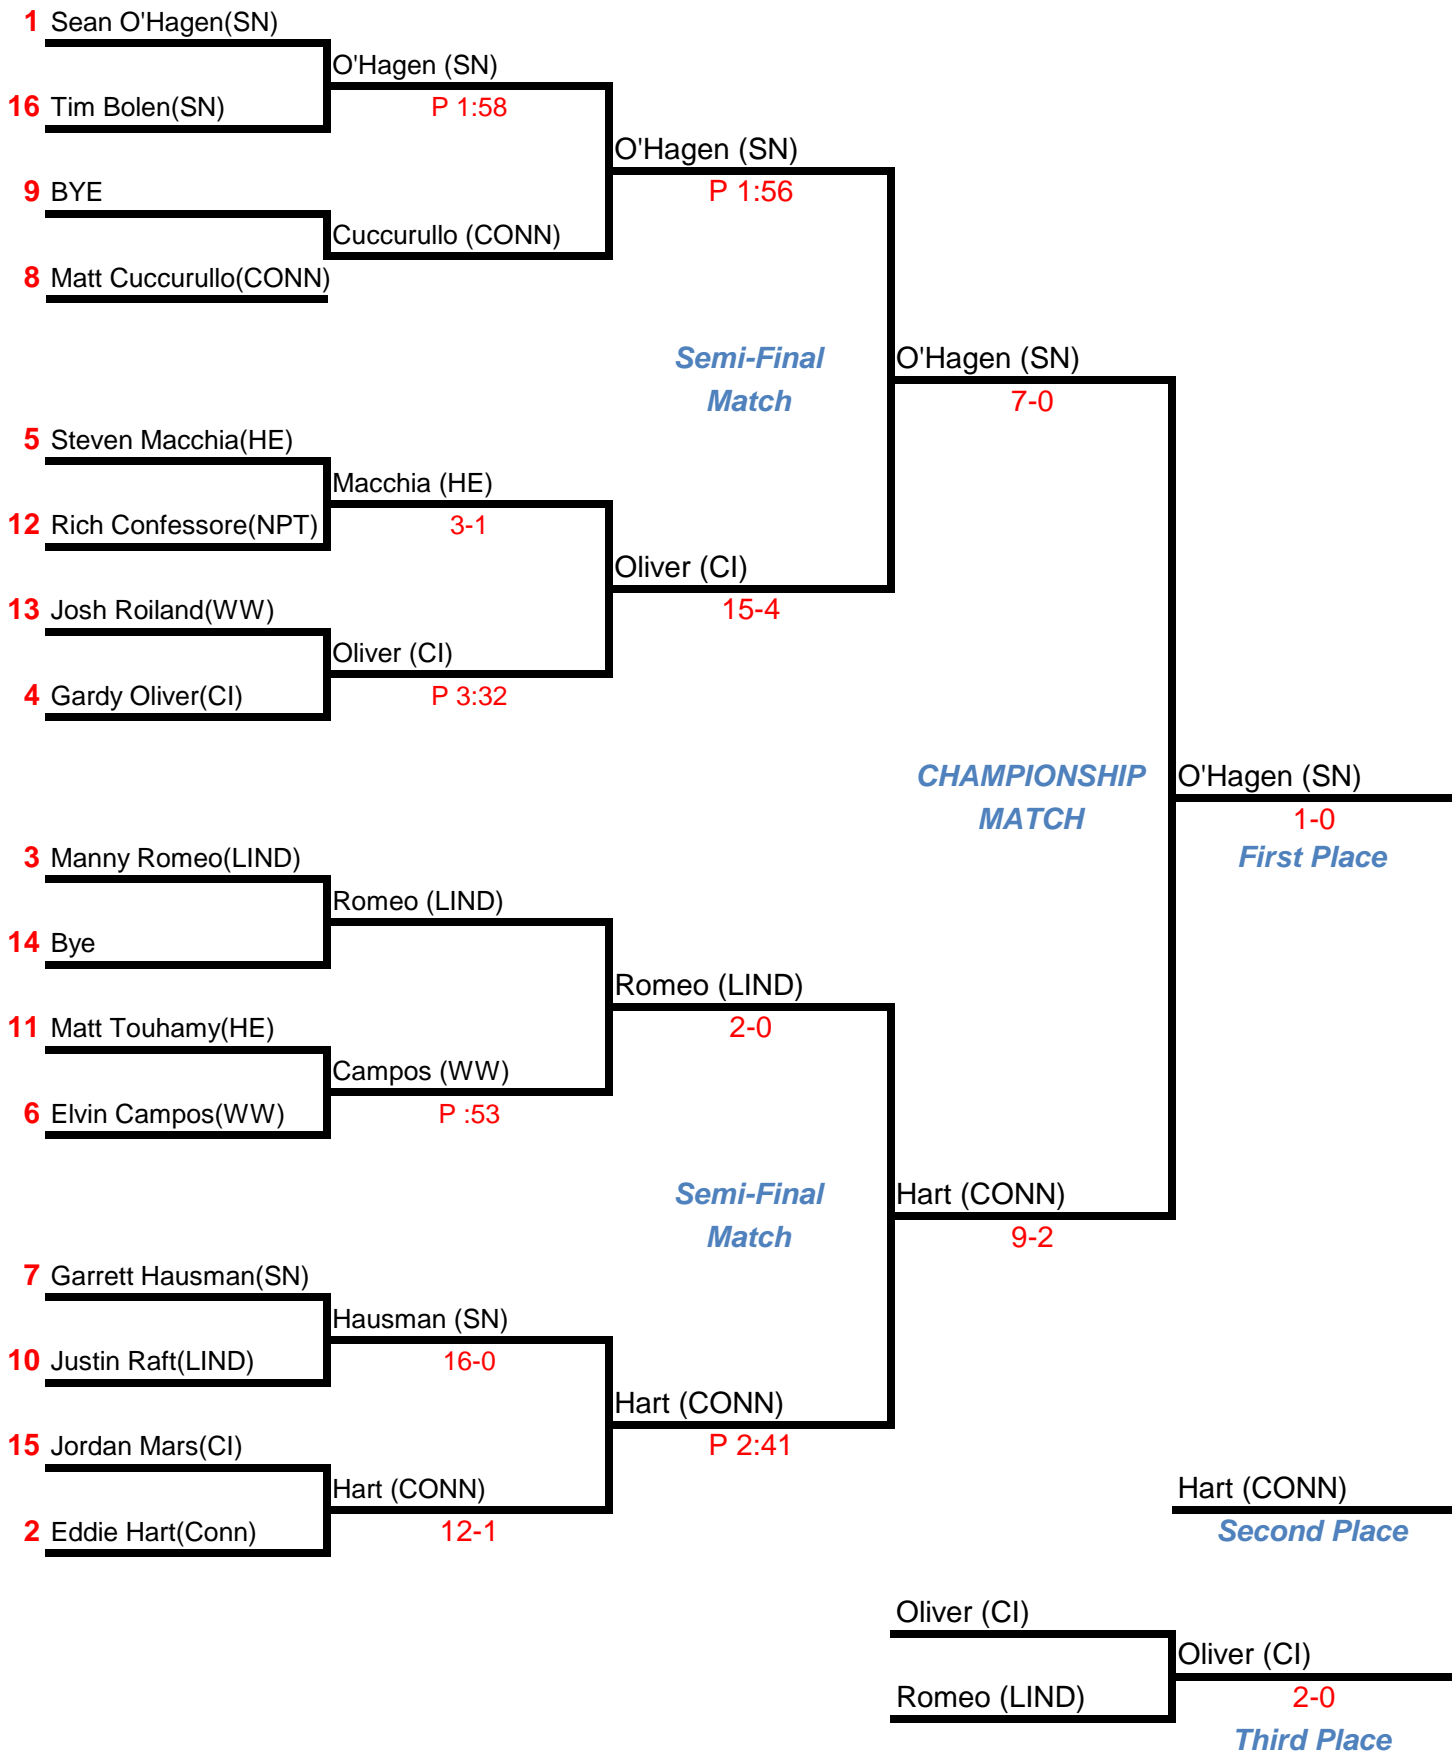 1 Sean O'Hagen(SN)
O'Hagen (SN)
16 Tim Bolen(SN)
P 1:58
O'Hagen (SN)
P 1:56
9 BYE
Cuccurullo (CONN)
8 Matt Cuccurullo(CONN)
Semi-Final
Match
O'Hagen (SN)
7-0
5 Steven Macchia(HE)
Macchia (HE)
12 Rich Confessore(NPT)
3-1
Oliver (CI)
15-4
13 Josh Roiland(WW)
Oliver (CI)
4 Gardy Oliver(CI)
P 3:32
CHAMPIONSHIP
MATCH
O'Hagen (SN)
1-0
First Place
3 Manny Romeo(LIND)
Romeo (LIND)
14 Bye
Romeo (LIND)
2-0
11 Matt Touhamy(HE)
Campos (WW)
6 Elvin Campos(WW)
P :53
Semi-Final
Match
Hart (CONN)
9-2
7 Garrett Hausman(SN)
Hausman (SN)
10 Justin Raft(LIND)
16-0
Hart (CONN)
P 2:41
15 Jordan Mars(CI)
Hart (CONN)
2 Eddie Hart(Conn)
12-1
Hart (CONN)
Second Place
Oliver (CI)
Oliver (CI)
Romeo (LIND)
2-0
Third Place